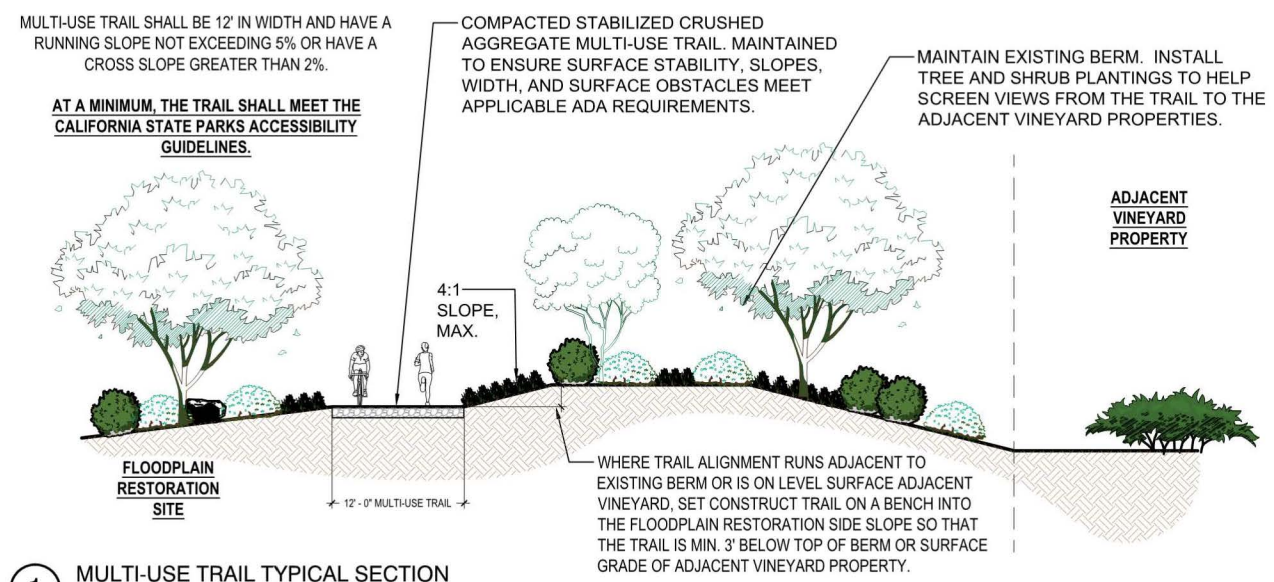 MULTI-USE TRAIL SHALL BE 12' IN WIDTH AND HAVE A
RUNNING SLOPE NOT EXCEEDING 5% OR HAVE A
CROSS SLOPE GREATER THAN 2%.
AT A MINIMUM, THE TRAIL SHALL MEET THE
CALIFORNIA STATE PARKS ACCESSIBILITY
GUIDELINES.
COMPACTED STABILIZED CRUSHED
AGGREGATE MULTI-USE TRAIL. MAINTAINED
TO ENSURE SURFACE STABILITY, SLOPES,
WIDTH, AND SURFACE OBSTACLES MEET
APPLICABLE ADA REQUIREMENTS.
MAINTAIN EXISTING BERM. INSTALL
TREE AND SHRUB PLANTINGS TO HELP
SCREEN VIEWS FROM THE TRAIL TO THE
ADJACENT VINEYARD PROPERTIES.
ADJACENT
VINEYARD
PROPERTY
4:1
SLOPE,
MAX.
FLOODPLAIN
RESTORATION
SITE
12' - 0" MULTI-USE TRAIL
WHERE TRAIL ALIGNMENT RUNS ADJACENT TO
EXISTING BERM OR IS ON LEVEL SURFACE ADJACENT
VINEYARD, SET CONSTRUCT TRAIL ON A BENCH INTO
THE FLOODPLAIN RESTORATION SIDE SLOPE SO THAT
THE TRAIL IS MIN. 3' BELOW TOP OF BERM OR SURFACE
GRADE OF ADJACENT VINEYARD PROPERTY.
1 MULTI-USE TRAIL TYPICAL SECTION